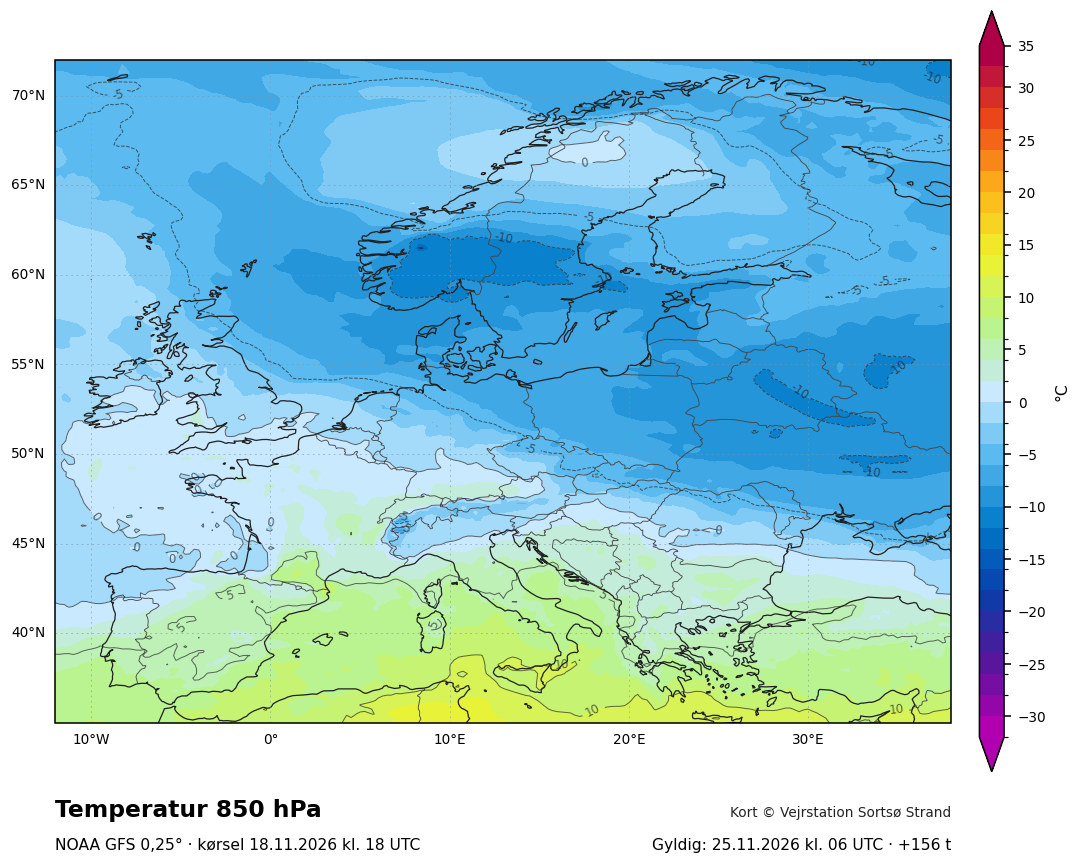 70°N
65°N
60°N
55°N
50°N
45°N
40°N
10°W 0° 10°E 20°E 30°E
35
30
25
20
15
10
5
0
−5
−10
−15
−20
−25
−30
°C
Temperatur 850 hPa
Kort © Vejrstation Sortsø Strand
NOAA GFS 0,25° · kørsel 18.11.2026 kl. 18 UTC
Gyldig: 25.11.2026 kl. 06 UTC · +156 t